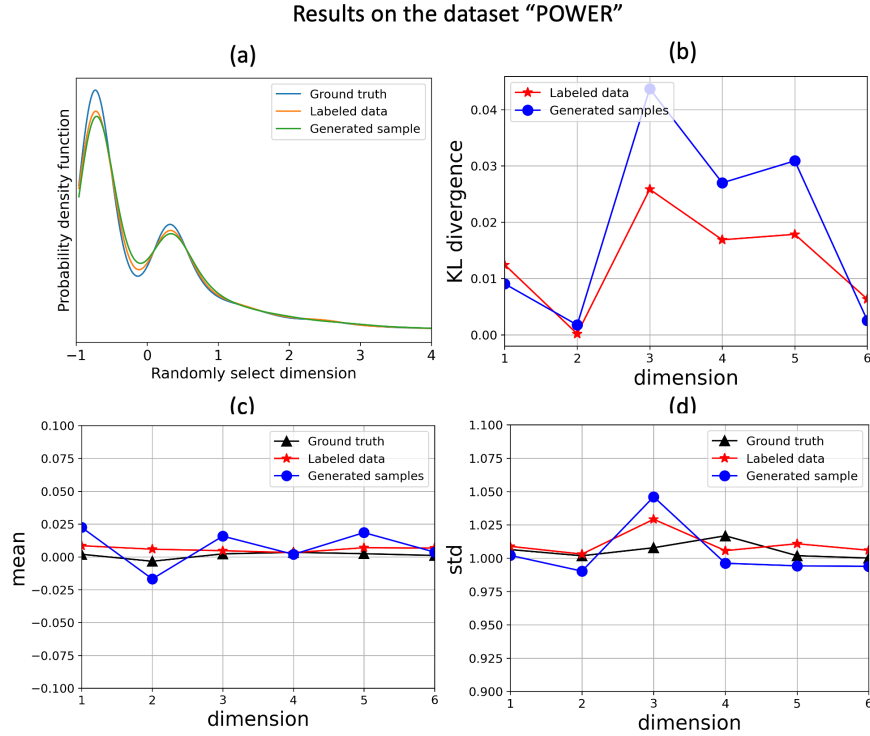 Results on the dataset “POWER”
(a)
Ground truth
Labeled data
Generated sample
Probability density function
−1 0 1 2 3 4
Randomly select dimension
(b)
Labeled data
Generated samples
KL divergence
0.04
0.03
0.02
0.01
0.00
1 2 3 4 5 6
dimension
(c)
Ground truth
Labeled data
Generated samples
mean
0.100
0.075
0.050
0.025
0.000
−0.025
−0.050
−0.075
−0.100
1 2 3 4 5 6
dimension
(d)
Ground truth
Labeled data
Generated sample
std
1.100
1.075
1.050
1.025
1.000
0.975
0.950
0.925
0.900
1 2 3 4 5 6
dimension